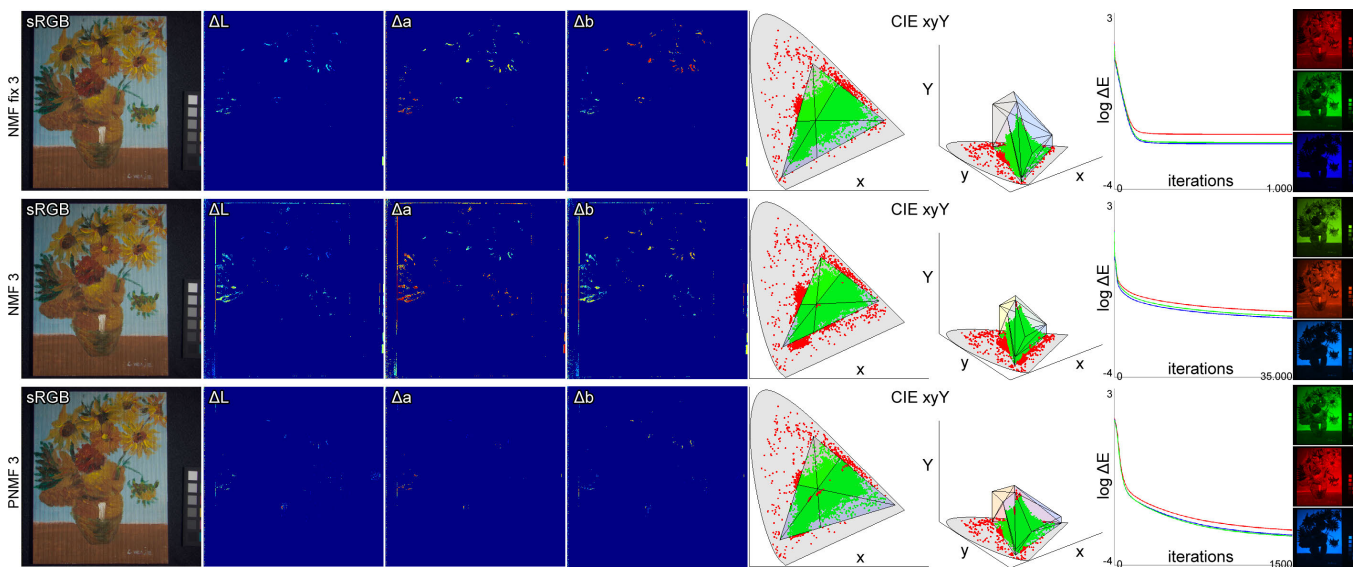 NMF fix 3
sRGB
ΔL
Δa
Δb
x
CIE xyY
Y
y
x
3
log ΔE
-4
0
iterations
1.000
NMF 3
sRGB
ΔL
Δa
Δb
x
CIE xyY
Y
y
x
3
log ΔE
-4
0
iterations
35.000
PNMF 3
sRGB
ΔL
Δa
Δb
x
CIE xyY
Y
y
x
3
log ΔE
-4
0
iterations
1500